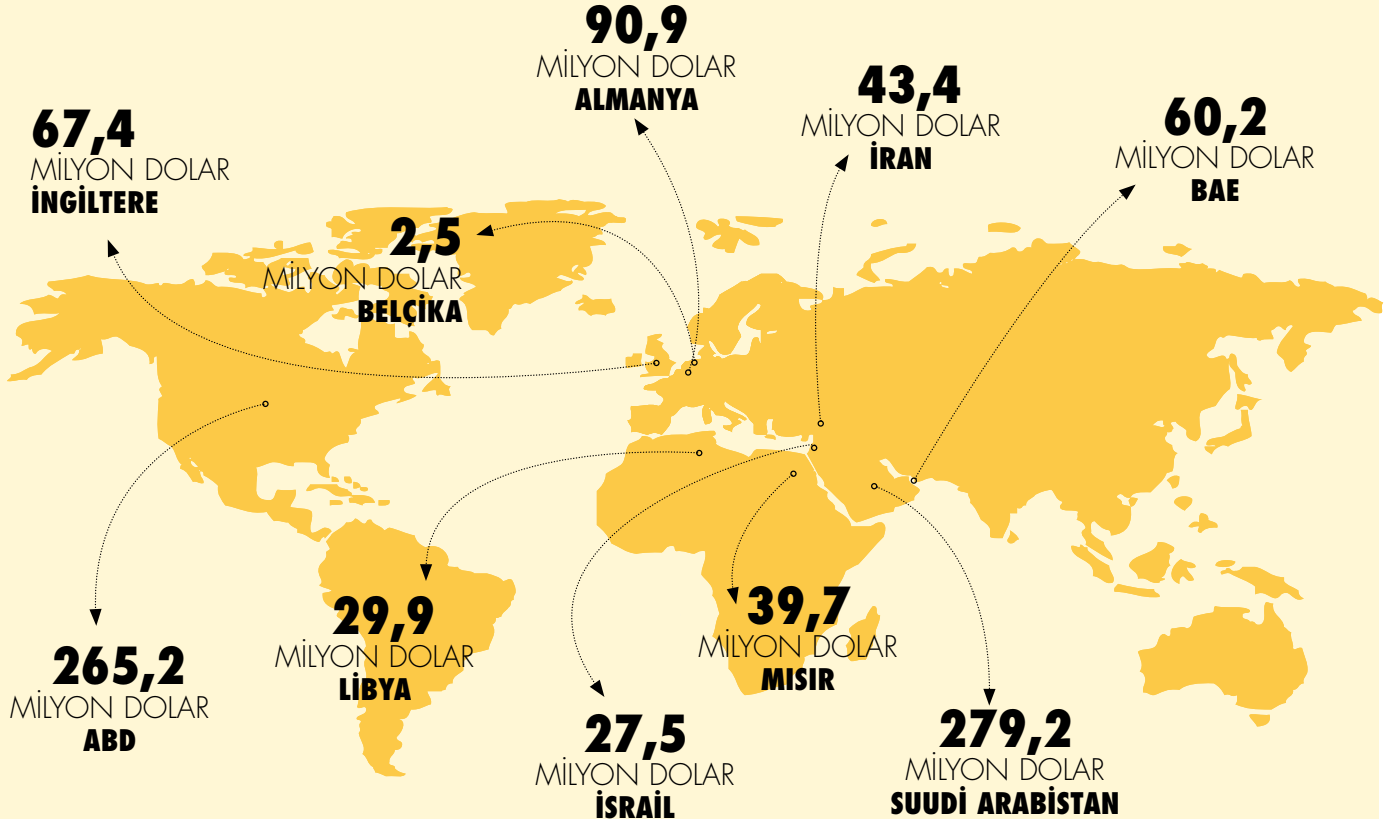 90,9
MİLYON DOLAR
ALMANYA
43,4
MİLYON DOLAR
İRAN
60,2
MİLYON DOLAR
BAE
67,4
MİLYON DOLAR
İNGİLTERE
2,5
MİLYON DOLAR
BELÇİKA
265,2
MİLYON DOLAR
ABD
29,9
MİLYON DOLAR
LİBYA
27,5
MİLYON DOLAR
İSRAİL
39,7
MİLYON DOLAR
MISIR
279,2
MİLYON DOLAR
SUUDİ ARABİSTAN